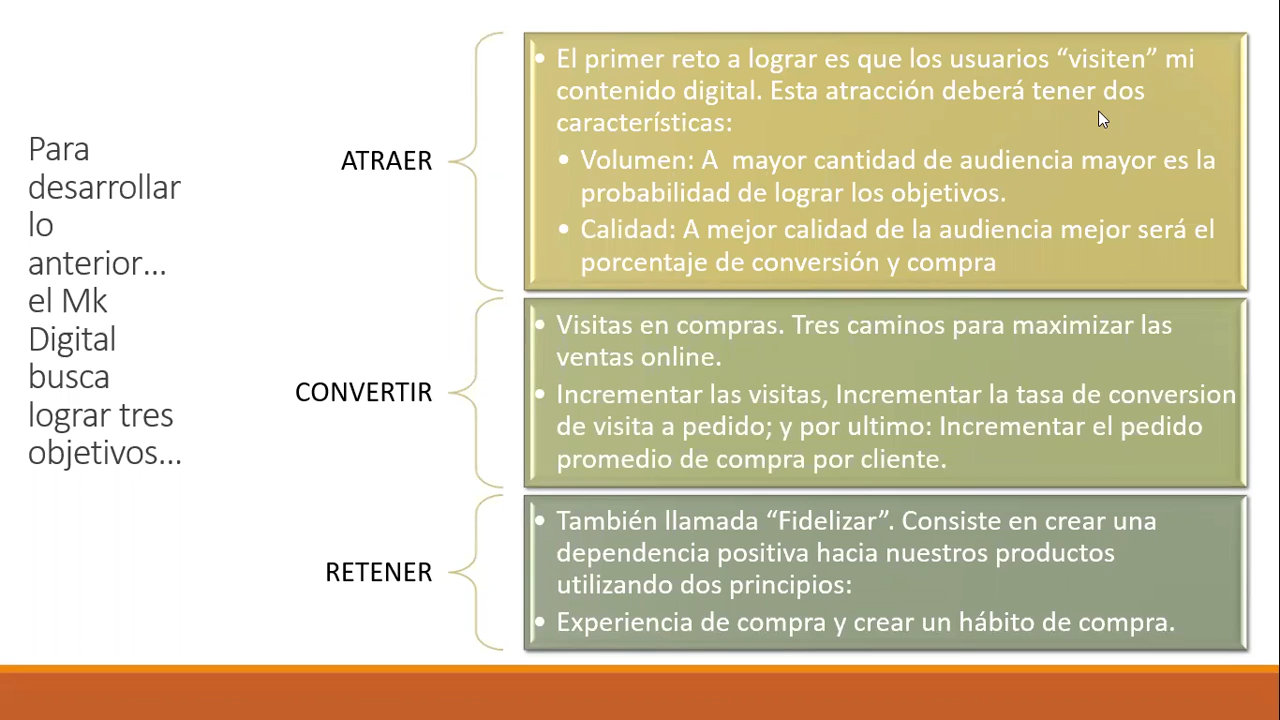 Para
desarrollar
lo
anterior...
el Mk
Digital
busca
lograr tres
objetivos...
ATRAER
• El primer reto a lograr es que los usuarios “visiten” mi
contenido digital. Esta atracción deberá tener dos
características:
• Volumen: A  mayor cantidad de audiencia mayor es la
probabilidad de lograr los objetivos.
• Calidad: A mejor calidad de la audiencia mejor será el
porcentaje de conversión y compra
CONVERTIR
• Visitas en compras. Tres caminos para maximizar las
ventas online.
• Incrementar las visitas, Incrementar la tasa de conversion
de visita a pedido; y por ultimo: Incrementar el pedido
promedio de compra por cliente.
RETENER
• También llamada “Fidelizar”. Consiste en crear una
dependencia positiva hacia nuestros productos
utilizando dos principios:
• Experiencia de compra y crear un hábito de compra.